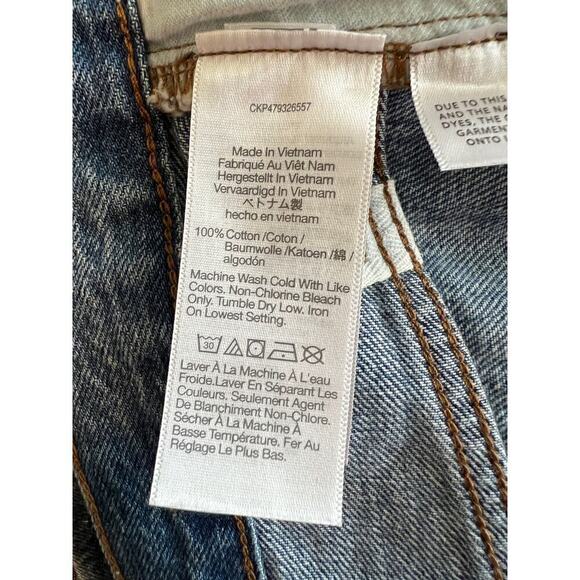 CKP479326557
Made In Vietnam
Fabriqué Au Viêt Nam
Hergestellt In Vietnam
Vervaardigd In Vietnam
ベトナム製
hecho en vietnam
100% Cotton /Coton /
Baumwolle /Katoen /綿 /
algodón
Machine Wash Cold With Like
Colors. Non-Chlorine Bleach
Only. Tumble Dry Low. Iron
On Lowest Setting.
30
Laver À La Machine À L'eau
Froide.Laver En Séparant Les
Couleurs. Seulement Agent
De Blanchiment Non-Chlore.
Sécher À La Machine À
Basse Température. Fer Au
Réglage Le Plus Bas.
DUE TO THIS
AND THE NA
DYES, THE
GARMENT
ONTO